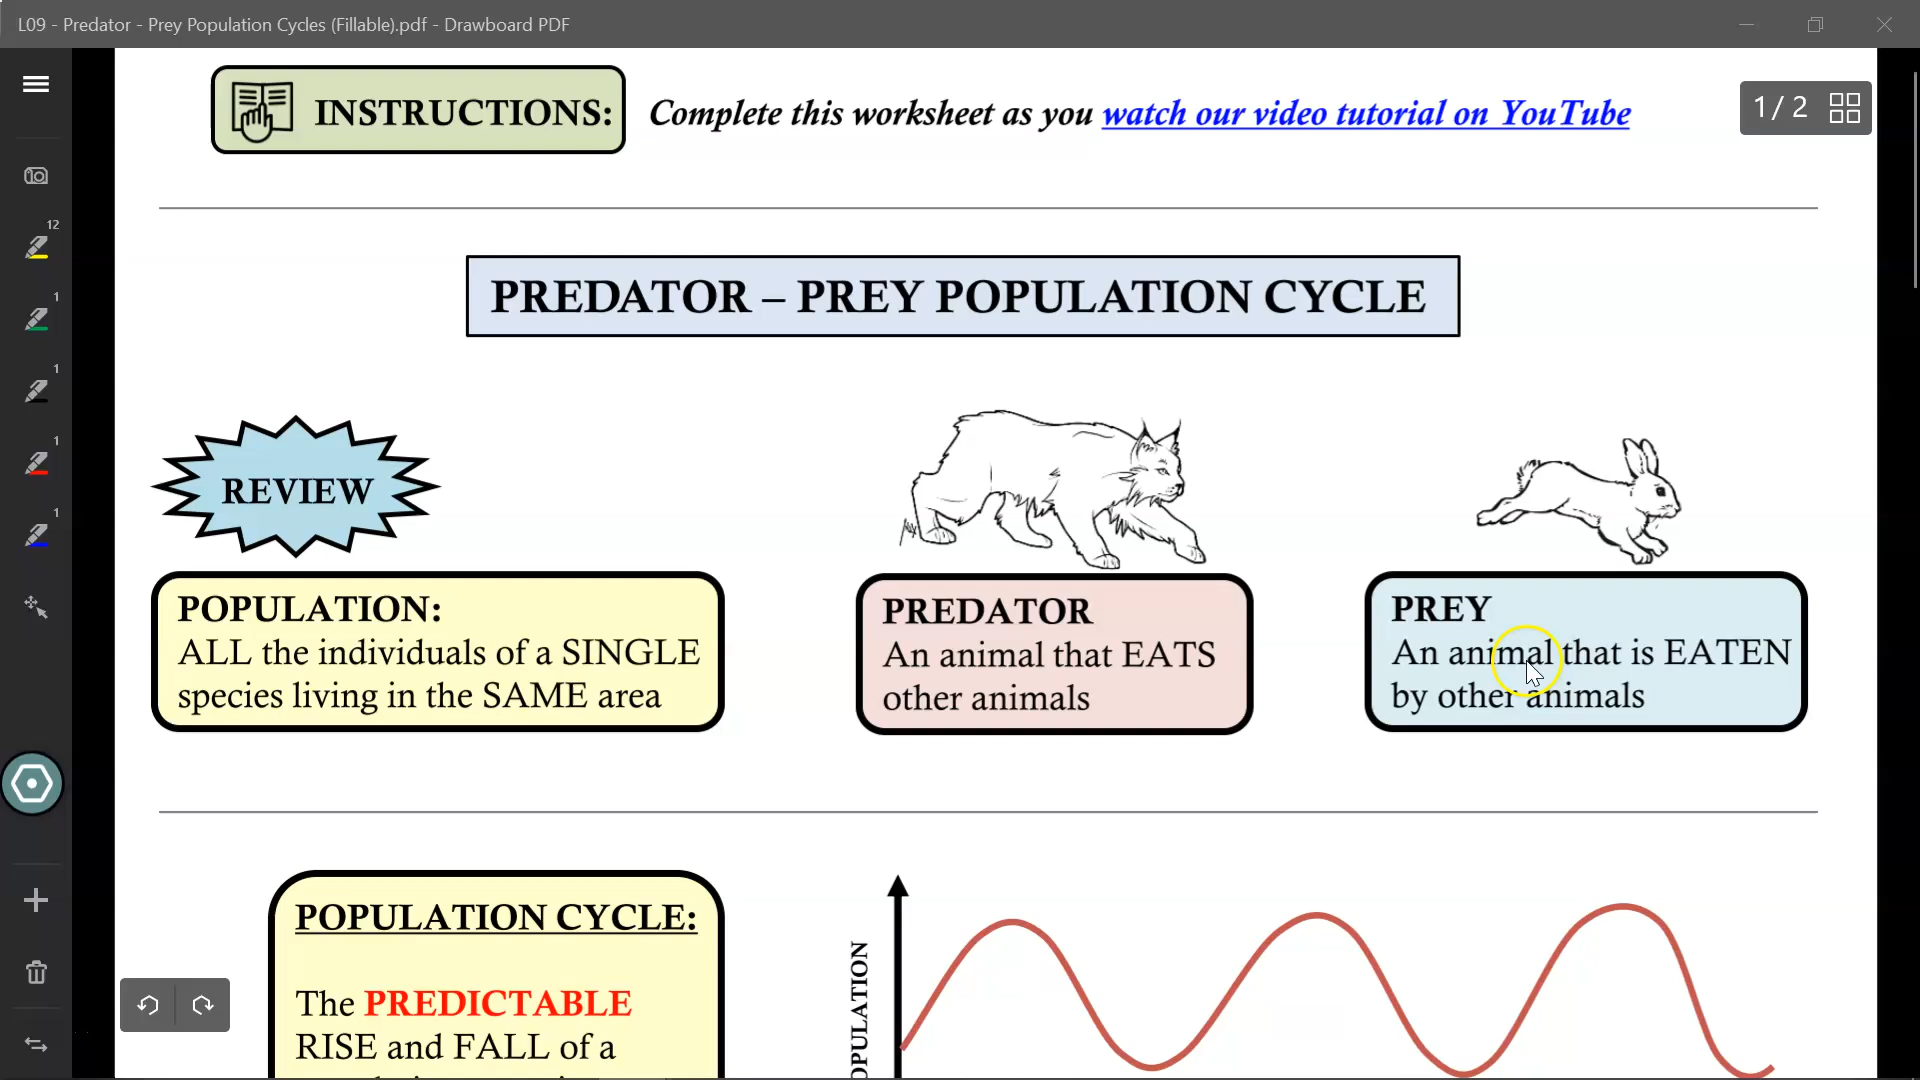 L09 - Predator - Prey Population Cycles (Fillable).pdf - Drawboard PDF
INSTRUCTIONS:
Complete this worksheet as you watch our video tutorial on YouTube
1 / 2
12
1
1
1
1
PREDATOR – PREY POPULATION CYCLE
REVIEW
POPULATION:
ALL the individuals of a SINGLE
species living in the SAME area
PREDATOR
An animal that EATS
other animals
PREY
An animal that is EATEN
by other animals
POPULATION CYCLE:
The PREDICTABLE
RISE and FALL of a
OPULATION